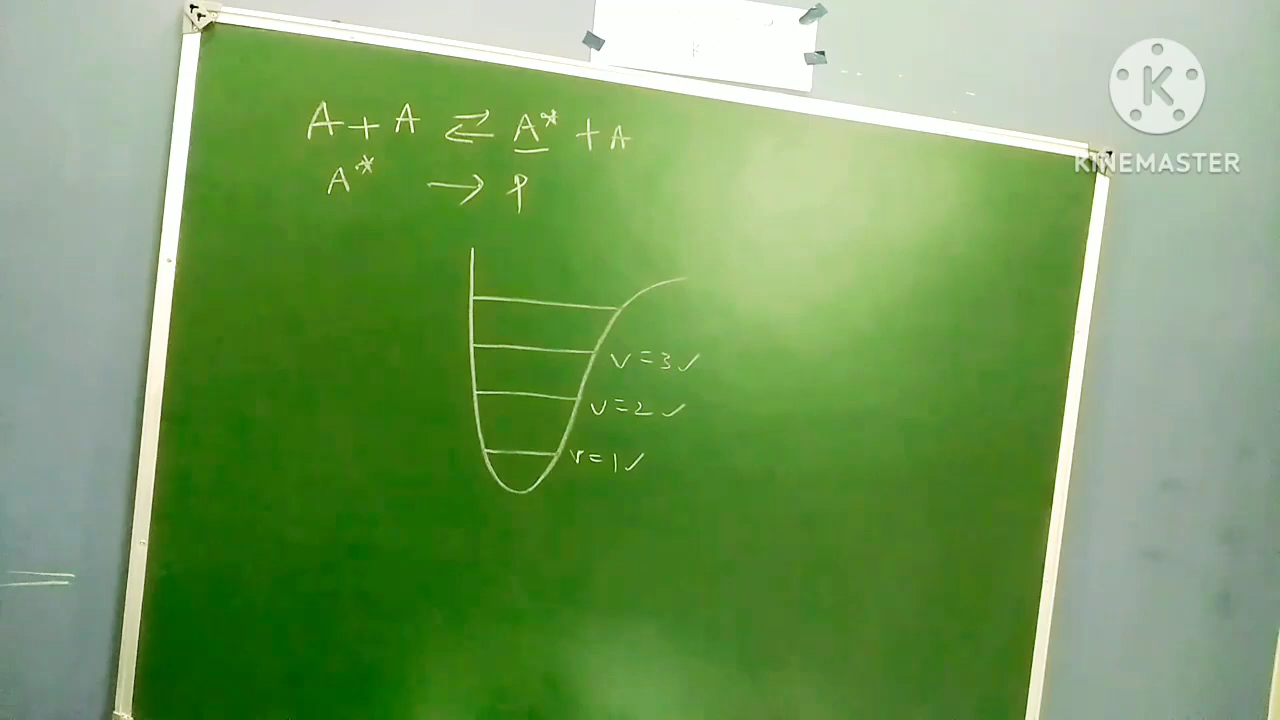 A + A ⇌ A* + A
A* → P
v=3 ✓
v=2 ✓
v=1 ✓
K
KINEMASTER